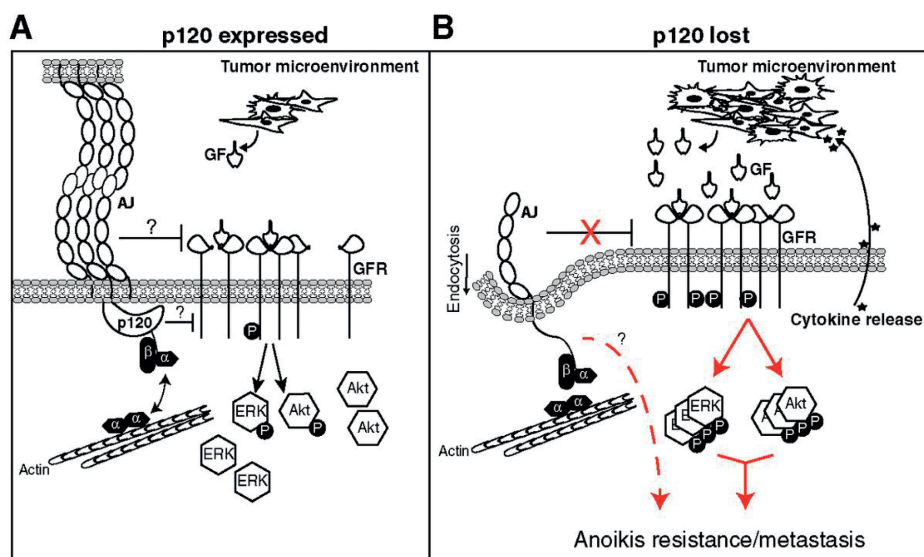 A
p120 expressed
Tumor microenvironment
GF
AJ
?
GFR
p120
?
P
β
α
α
α
ERK
P
Akt
P
Akt
Akt
ERK
ERK
Actin
B
p120 lost
Tumor microenvironment
GF
AJ
X
GFR
Endocytosis
P
P
P
P
Cytokine release
?
β
α
α
α
E
E
ERK
P
P
P
A
A
Akt
P
P
P
Actin
Anoikis resistance/metastasis